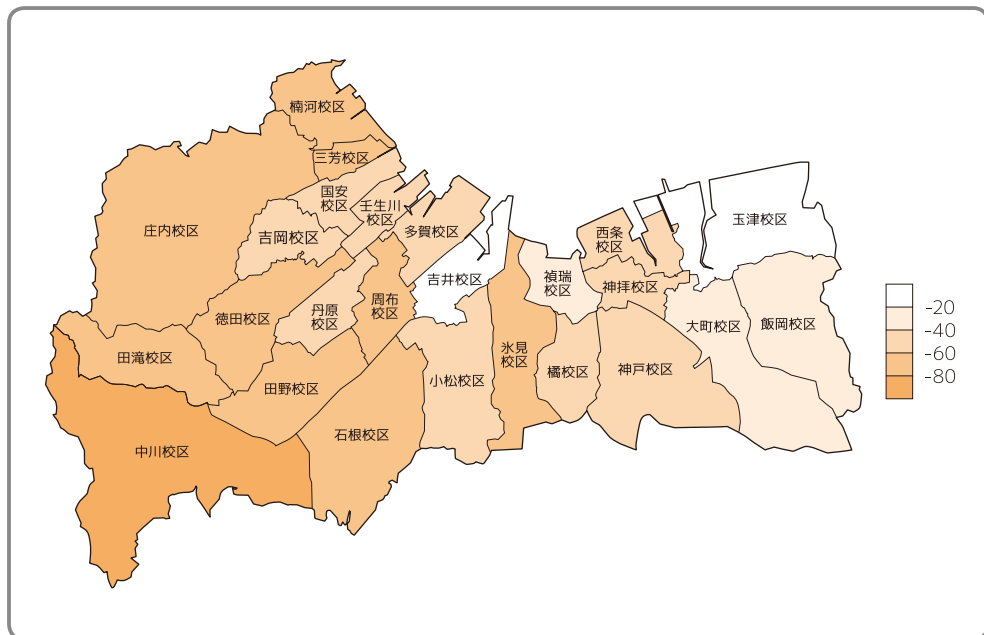 楠河校区
三芳校区
国安
校区
壬生川
校区
庄内校区
吉岡校区
多賀校区
西条
校区
玉津校区
吉井校区
禎瑞
校区
神拝校区
周布
校区
丹原
校区
徳田校区
大町校区
飯岡校区
田滝校区
氷見
校区
小松校区
橘校区
神戸校区
田野校区
石根校区
中川校区
-20
-40
-60
-80